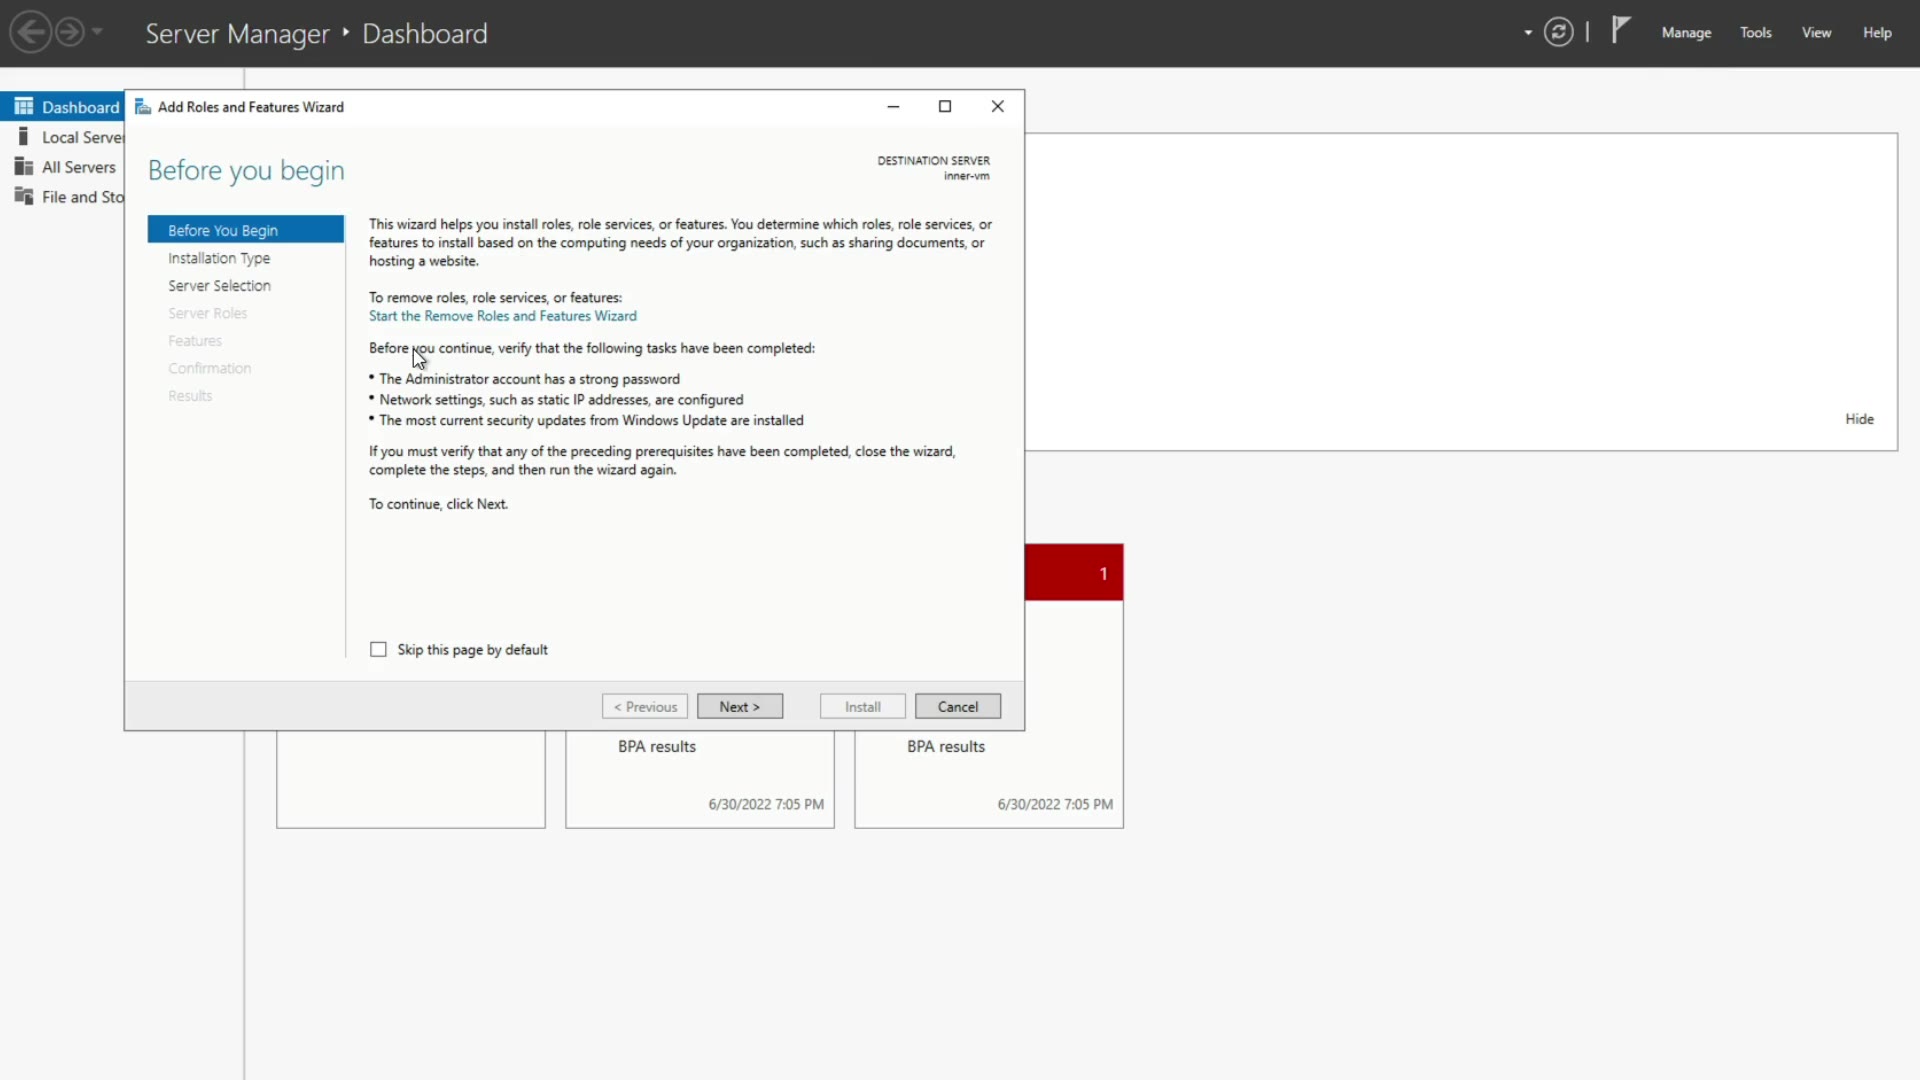 Server Manager ‣ Dashboard
Manage
Tools
View
Help
Dashboard
Local Server
All Servers
File and Sto
Add Roles and Features Wizard
Before you begin
DESTINATION SERVER
inner-vm
Before You Begin
Installation Type
Server Selection
Server Roles
Features
Confirmation
Results
This wizard helps you install roles, role services, or features. You determine which roles, role services, or
features to install based on the computing needs of your organization, such as sharing documents, or
hosting a website.
To remove roles, role services, or features:
Start the Remove Roles and Features Wizard
Before you continue, verify that the following tasks have been completed:
• The Administrator account has a strong password
• Network settings, such as static IP addresses, are configured
• The most current security updates from Windows Update are installed
If you must verify that any of the preceding prerequisites have been completed, close the wizard,
complete the steps, and then run the wizard again.
To continue, click Next.
Skip this page by default
< Previous
Next >
Install
Cancel
Hide
1
BPA results
6/30/2022 7:05 PM
BPA results
6/30/2022 7:05 PM